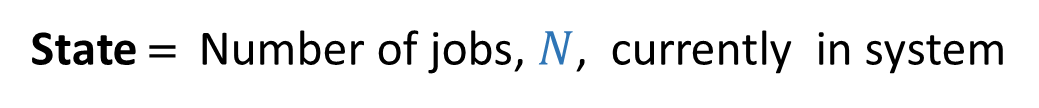 State = Number of jobs, N, currently in system